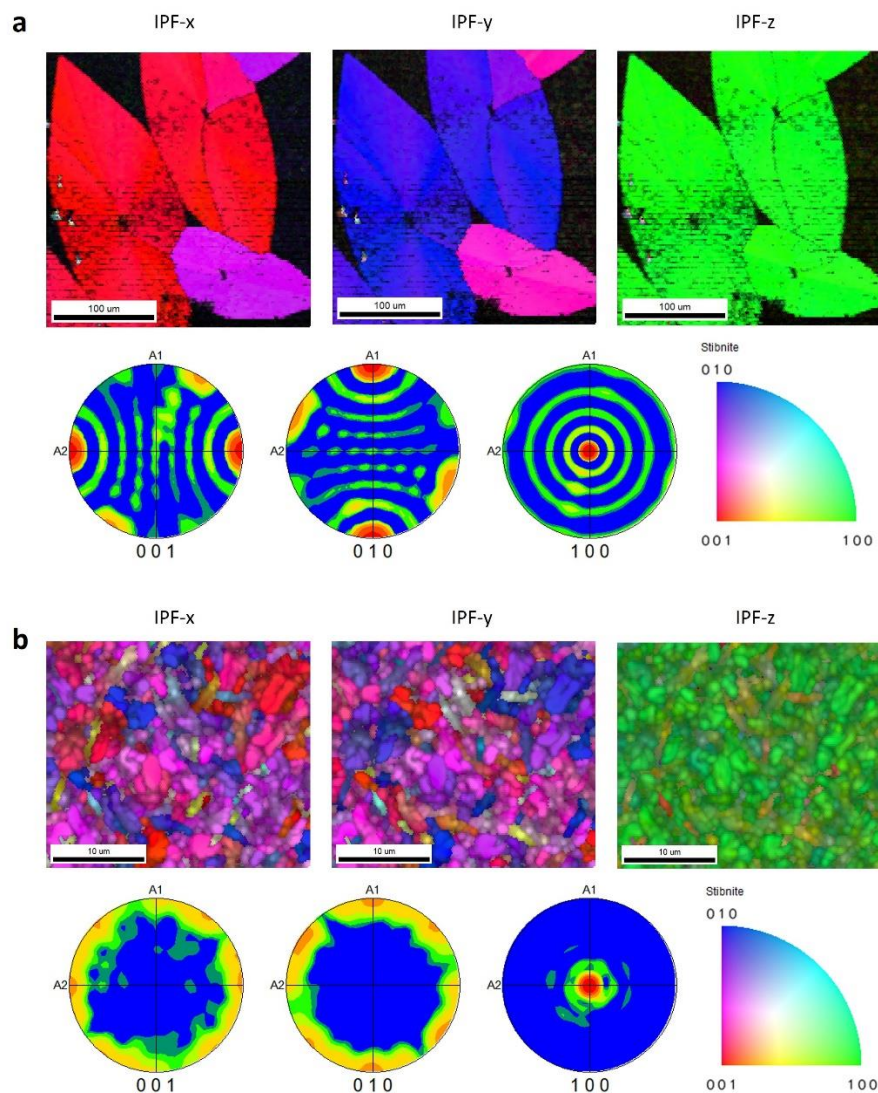 a
IPF-x IPF-y IPF-z
100 um 100 um 100 um
A1 A1 A1
Stibnite
0 1 0
A2 A2 A2
0 0 1 0 1 0 1 0 0
0 0 1 1 0 0
b
IPF-x IPF-y IPF-z
10 um 10 um 10 um
A1 A1 A1
Stibnite
0 1 0
A2 A2 A2
0 0 1 0 1 0 1 0 0
0 0 1 1 0 0